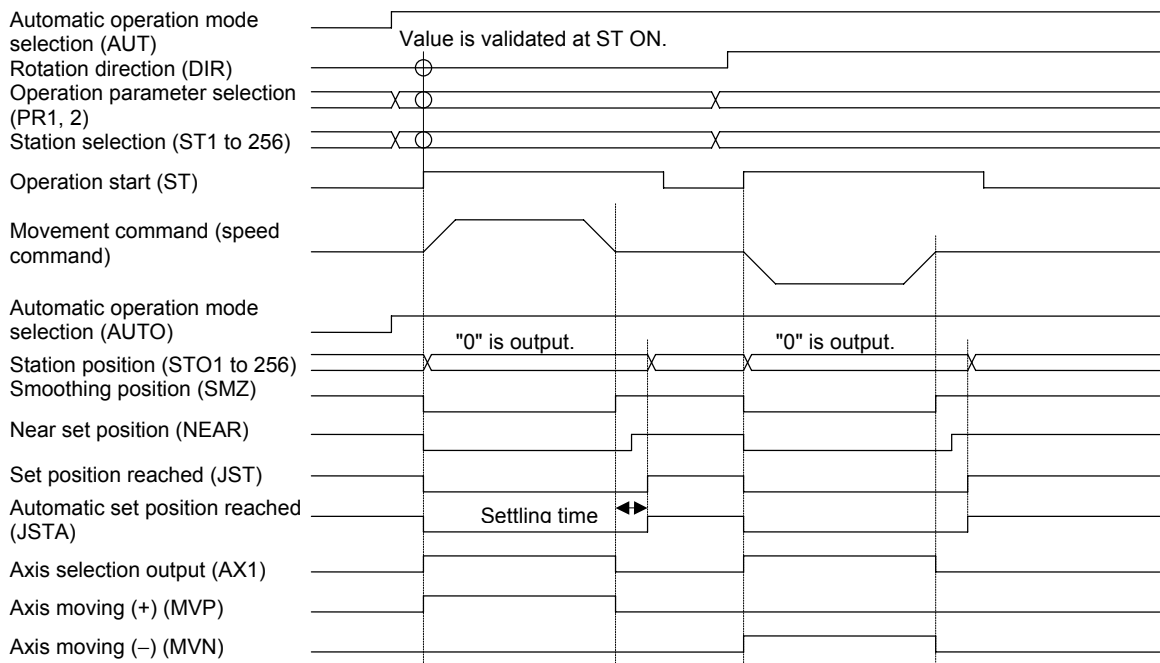 Automatic operation mode
selection (AUT)
Value is validated at ST ON.
Rotation direction (DIR)
Operation parameter selection
(PR1, 2)
Station selection (ST1 to 256)
Operation start (ST)
Movement command (speed
command)
Automatic operation mode
selection (AUTO)
"0" is output.
"0" is output.
Station position (STO1 to 256)
Smoothing position (SMZ)
Near set position (NEAR)
Set position reached (JST)
Automatic set position reached
(JSTA)
Settling time
Axis selection output (AX1)
Axis moving (+) (MVP)
Axis moving (–) (MVN)